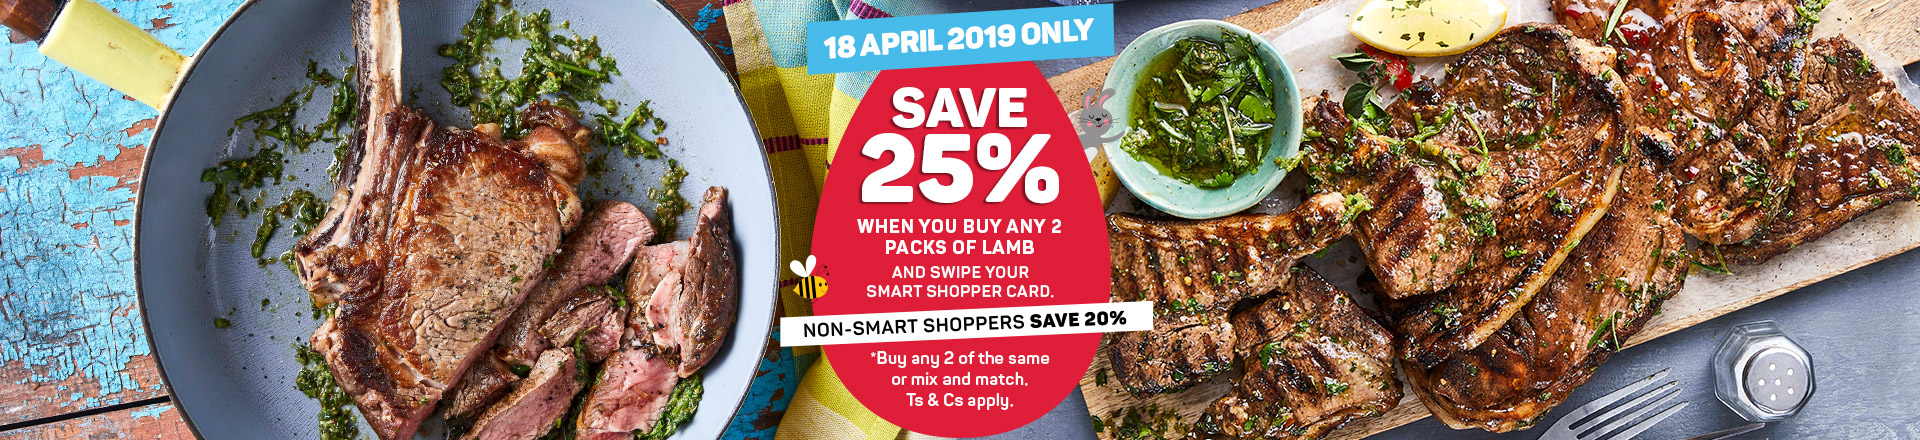 18 APRIL 2019 ONLY
SAVE
25%
WHEN YOU BUY ANY 2
PACKS OF LAMB
AND SWIPE YOUR
SMART SHOPPER CARD.
NON-SMART SHOPPERS SAVE 20%
*Buy any 2 of the same
or mix and match.
Ts & Cs apply.